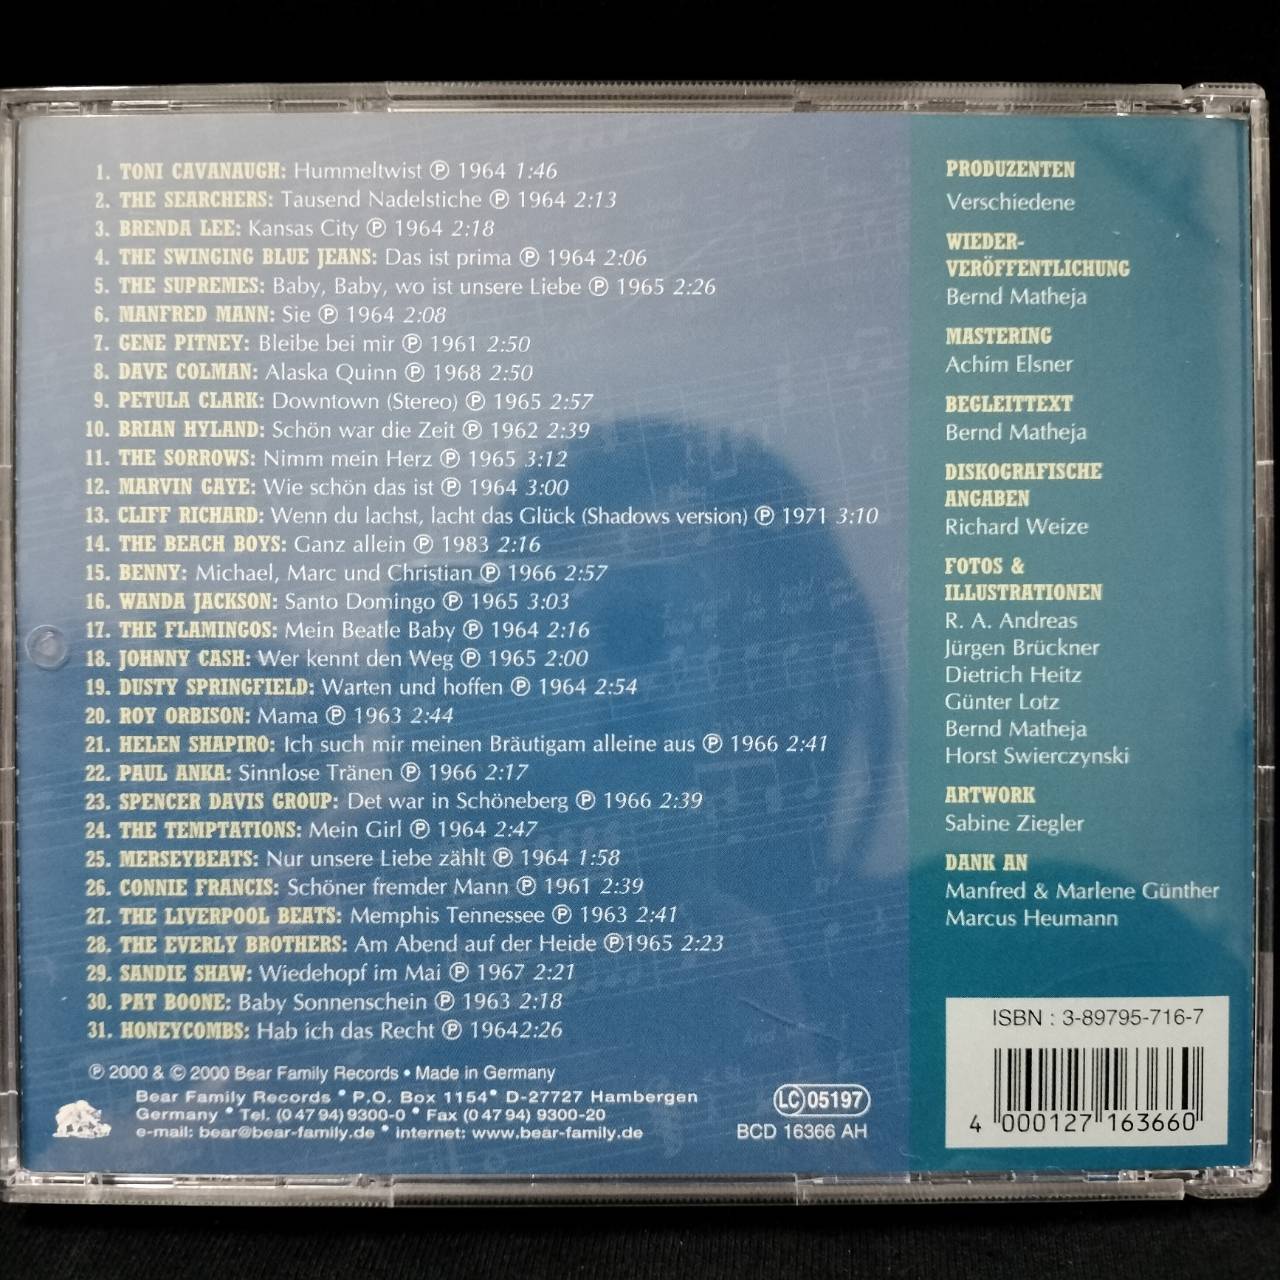 1. TONI CAVANAUGH: Hummeltwist Ⓟ 1964 1:46
2. THE SEARCHERS: Tausend Nadelstiche Ⓟ 1964 2:13
3. BRENDA LEE: Kansas City Ⓟ 1964 2:18
4. THE SWINGING BLUE JEANS: Das ist prima Ⓟ 1964 2:06
5. THE SUPREMES: Baby, Baby, wo ist unsere Liebe Ⓟ 1965 2:26
6. MANFRED MANN: Sie Ⓟ 1964 2:08
7. GENE PITNEY: Bleibe bei mir Ⓟ 1961 2:50
8. DAVE COLMAN: Alaska Quinn Ⓟ 1968 2:50
9. PETULA CLARK: Downtown (Stereo) Ⓟ 1965 2:57
10. BRIAN HYLAND: Schön war die Zeit Ⓟ 1962 2:39
11. THE SORROWS: Nimm mein Herz Ⓟ 1965 3:12
12. MARVIN GAYE: Wie schön das ist Ⓟ 1964 3:00
13. CLIFF RICHARD: Wenn du lachst, lacht das Glück (Shadows version) Ⓟ 1971 3:10
14. THE BEACH BOYS: Ganz allein Ⓟ 1983 2:16
15. BENNY: Michael, Marc und Christian Ⓟ 1966 2:57
16. WANDA JACKSON: Santo Domingo Ⓟ 1965 3:03
17. THE FLAMINGOS: Mein Beatle Baby Ⓟ 1964 2:16
18. JOHNNY CASH: Wer kennt den Weg Ⓟ 1965 2:00
19. DUSTY SPRINGFIELD: Warten und hoffen Ⓟ 1964 2:54
20. ROY ORBISON: Mama Ⓟ 1963 2:44
21. HELEN SHAPIRO: Ich such mir meinen Bräutigam alleine aus Ⓟ 1966 2:41
22. PAUL ANKA: Sinnlose Tränen Ⓟ 1966 2:17
23. SPENCER DAVIS GROUP: Det war in Schöneberg Ⓟ 1966 2:39
24. THE TEMPTATIONS: Mein Girl Ⓟ 1964 2:47
25. MERSEYBEATS: Nur unsere Liebe zählt Ⓟ 1964 1:58
26. CONNIE FRANCIS: Schöner fremder Mann Ⓟ 1961 2:39
27. THE LIVERPOOL BEATS: Memphis Tennessee Ⓟ 1963 2:41
28. THE EVERLY BROTHERS: Am Abend auf der Heide Ⓟ1965 2:23
29. SANDIE SHAW: Wiedehopf im Mai Ⓟ 1967 2:21
30. PAT BOONE: Baby Sonnenschein Ⓟ 1963 2:18
31. HONEYCOMBS: Hab ich das Recht Ⓟ 19642:26
Ⓟ 2000 & © 2000 Bear Family Records • Made in Germany
Bear Family Records • P.O. Box 1154• D-27727 Hambergen
Germany • Tel. (0 47 94) 9300-0 • Fax (0 47 94) 9300-20
e-mail: bear@bear-family.de • internet: www.bear-family.de
LC 05197
BCD 16366 AH
PRODUZENTEN
Verschiedene
WIEDER-
VERÖFFENTLICHUNG
Bernd Matheja
MASTERING
Achim Elsner
BEGLEITTEXT
Bernd Matheja
DISKOGRAFISCHE
ANGABEN
Richard Weize
FOTOS &
ILLUSTRATIONEN
R. A. Andreas
Jürgen Brückner
Dietrich Heitz
Günter Lotz
Bernd Matheja
Horst Swierczynski
ARTWORK
Sabine Ziegler
DANK AN
Manfred & Marlene Günther
Marcus Heumann
ISBN : 3-89795-716-7
4 000127 163660